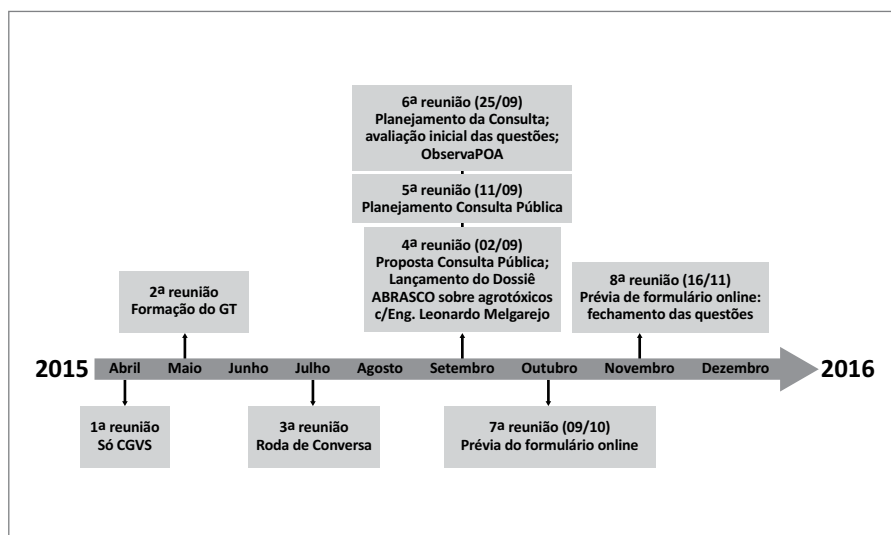 6ª reunião (25/09)
Planejamento da Consulta;
avaliação inicial das questões;
ObservaPOA
5ª reunião (11/09)
Planejamento Consulta Pública
4ª reunião (02/09)
Proposta Consulta Pública;
Lançamento do Dossiê
ABRASCO sobre agrotóxicos
c/Eng. Leonardo Melgarejo
2ª reunião
Formação do GT
8ª reunião (16/11)
Prévia de formulário online:
fechamento das questões
2015 Abril Maio Junho Julho Agosto Setembro Outubro Novembro Dezembro 2016
1ª reunião
Só CGVS
3ª reunião
Roda de Conversa
7ª reunião (09/10)
Prévia do formulário online